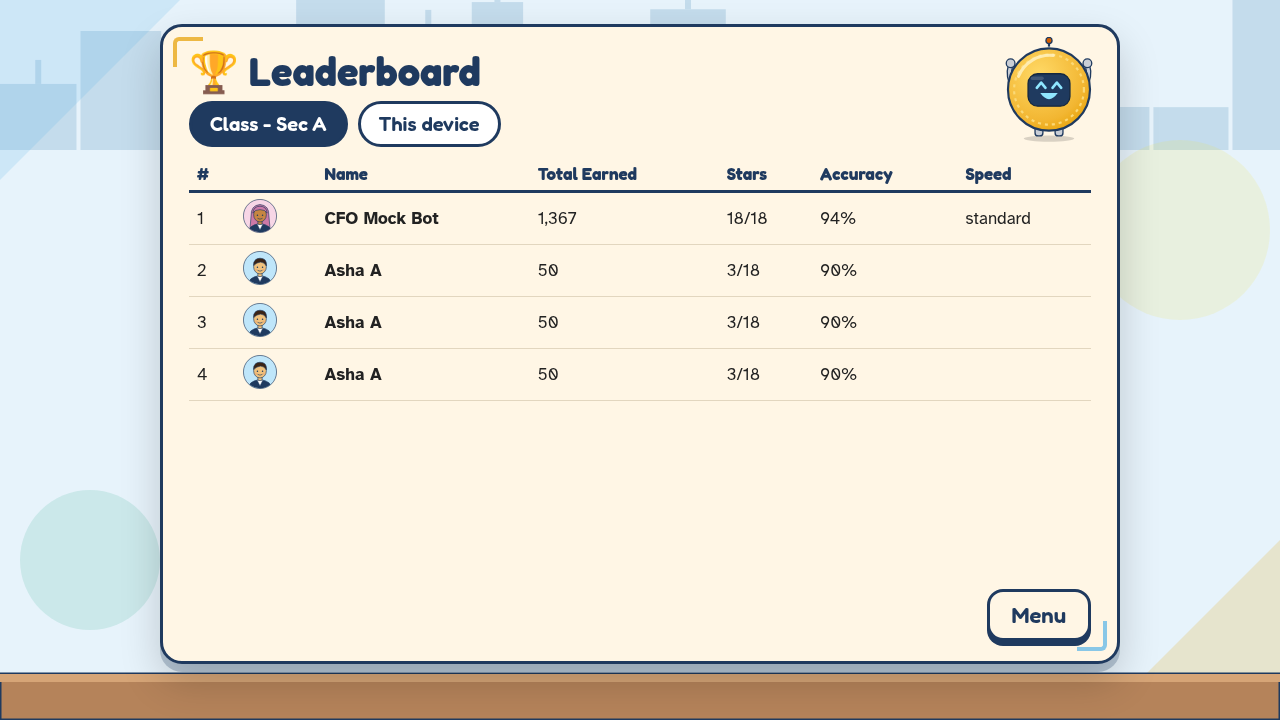 🏆 Leaderboard
Class - Sec A This device
# Name Total Earned Stars Accuracy Speed
1 CFO Mock Bot 1,367 18/18 94% standard
2 Asha A 50 3/18 90%
3 Asha A 50 3/18 90%
4 Asha A 50 3/18 90%
Menu